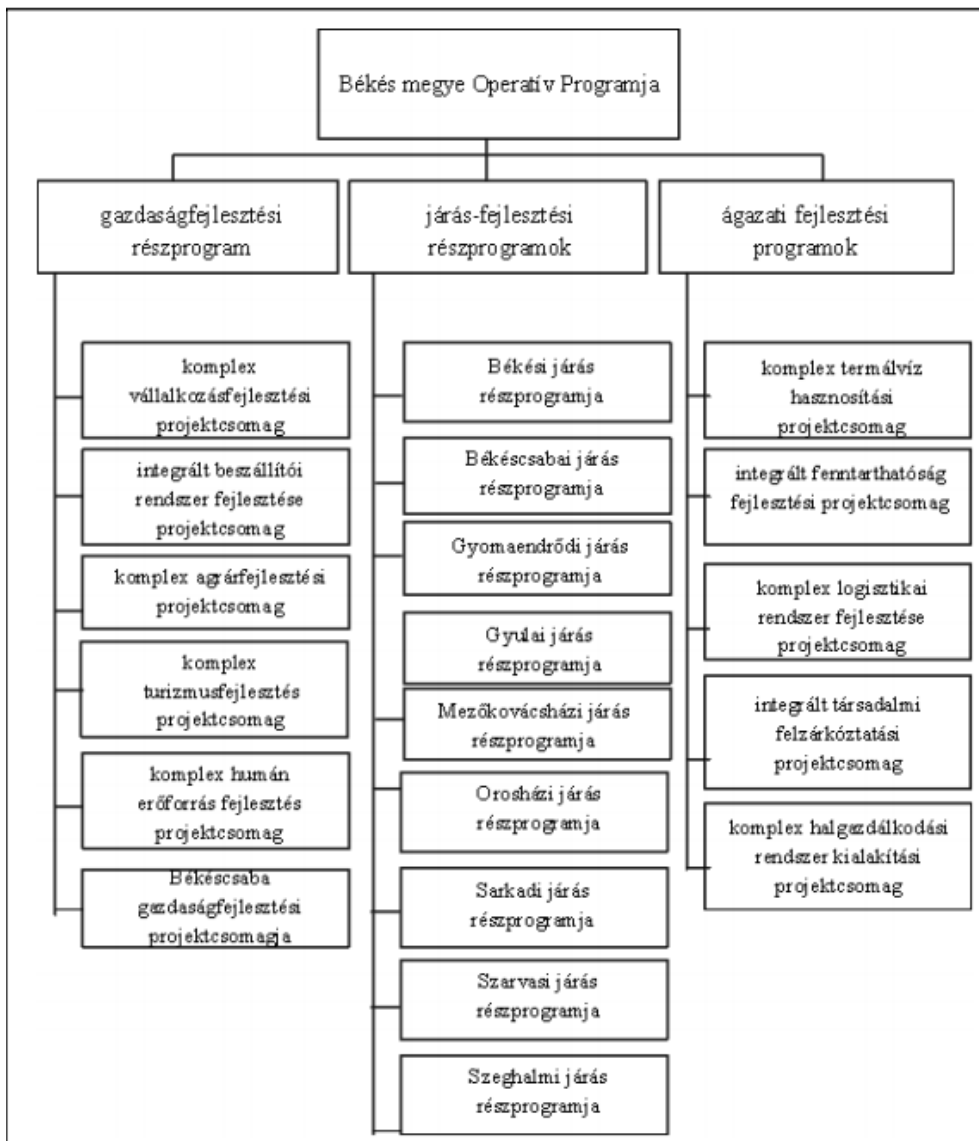 Békés megye Operatív Programja
gazdaságfejlesztési
részprogram
komplex
vállalkozásfejlesztési
projektcsomag
integrált beszállítói
rendszer fejlesztése
projektcsomag
komplex agrárfejlesztési
projektcsomag
komplex
turizmusfejlesztés
projektcsomag
komplex humán
erőforrás fejlesztés
projektcsomag
Békéscsaba
gazdaságfejlesztési
projektcsomagja
járás-fejlesztési
részprogramok
Békési járás
részprogramja
Békéscsabai járás
részprogramja
Gyomaendrődi járás
részprogramja
Gyulai járás
részprogramja
Mezőkovácsházi járás
részprogramja
Orosházi járás
részprogramja
Sarkadi járás
részprogramja
Szarvasi járás
részprogramja
Szeghalmi járás
részprogramja
ágazati fejlesztési
programok
komplex termálvíz
hasznosítási
projektcsomag
integrált fenntarthatóság
fejlesztési projektcsomag
komplex logisztikai
rendszer fejlesztése
projektcsomag
integrált társadalmi
felzárkóztatási
projektcsomag
komplex halgazdálkodási
rendszer kialakítási
projektcsomag